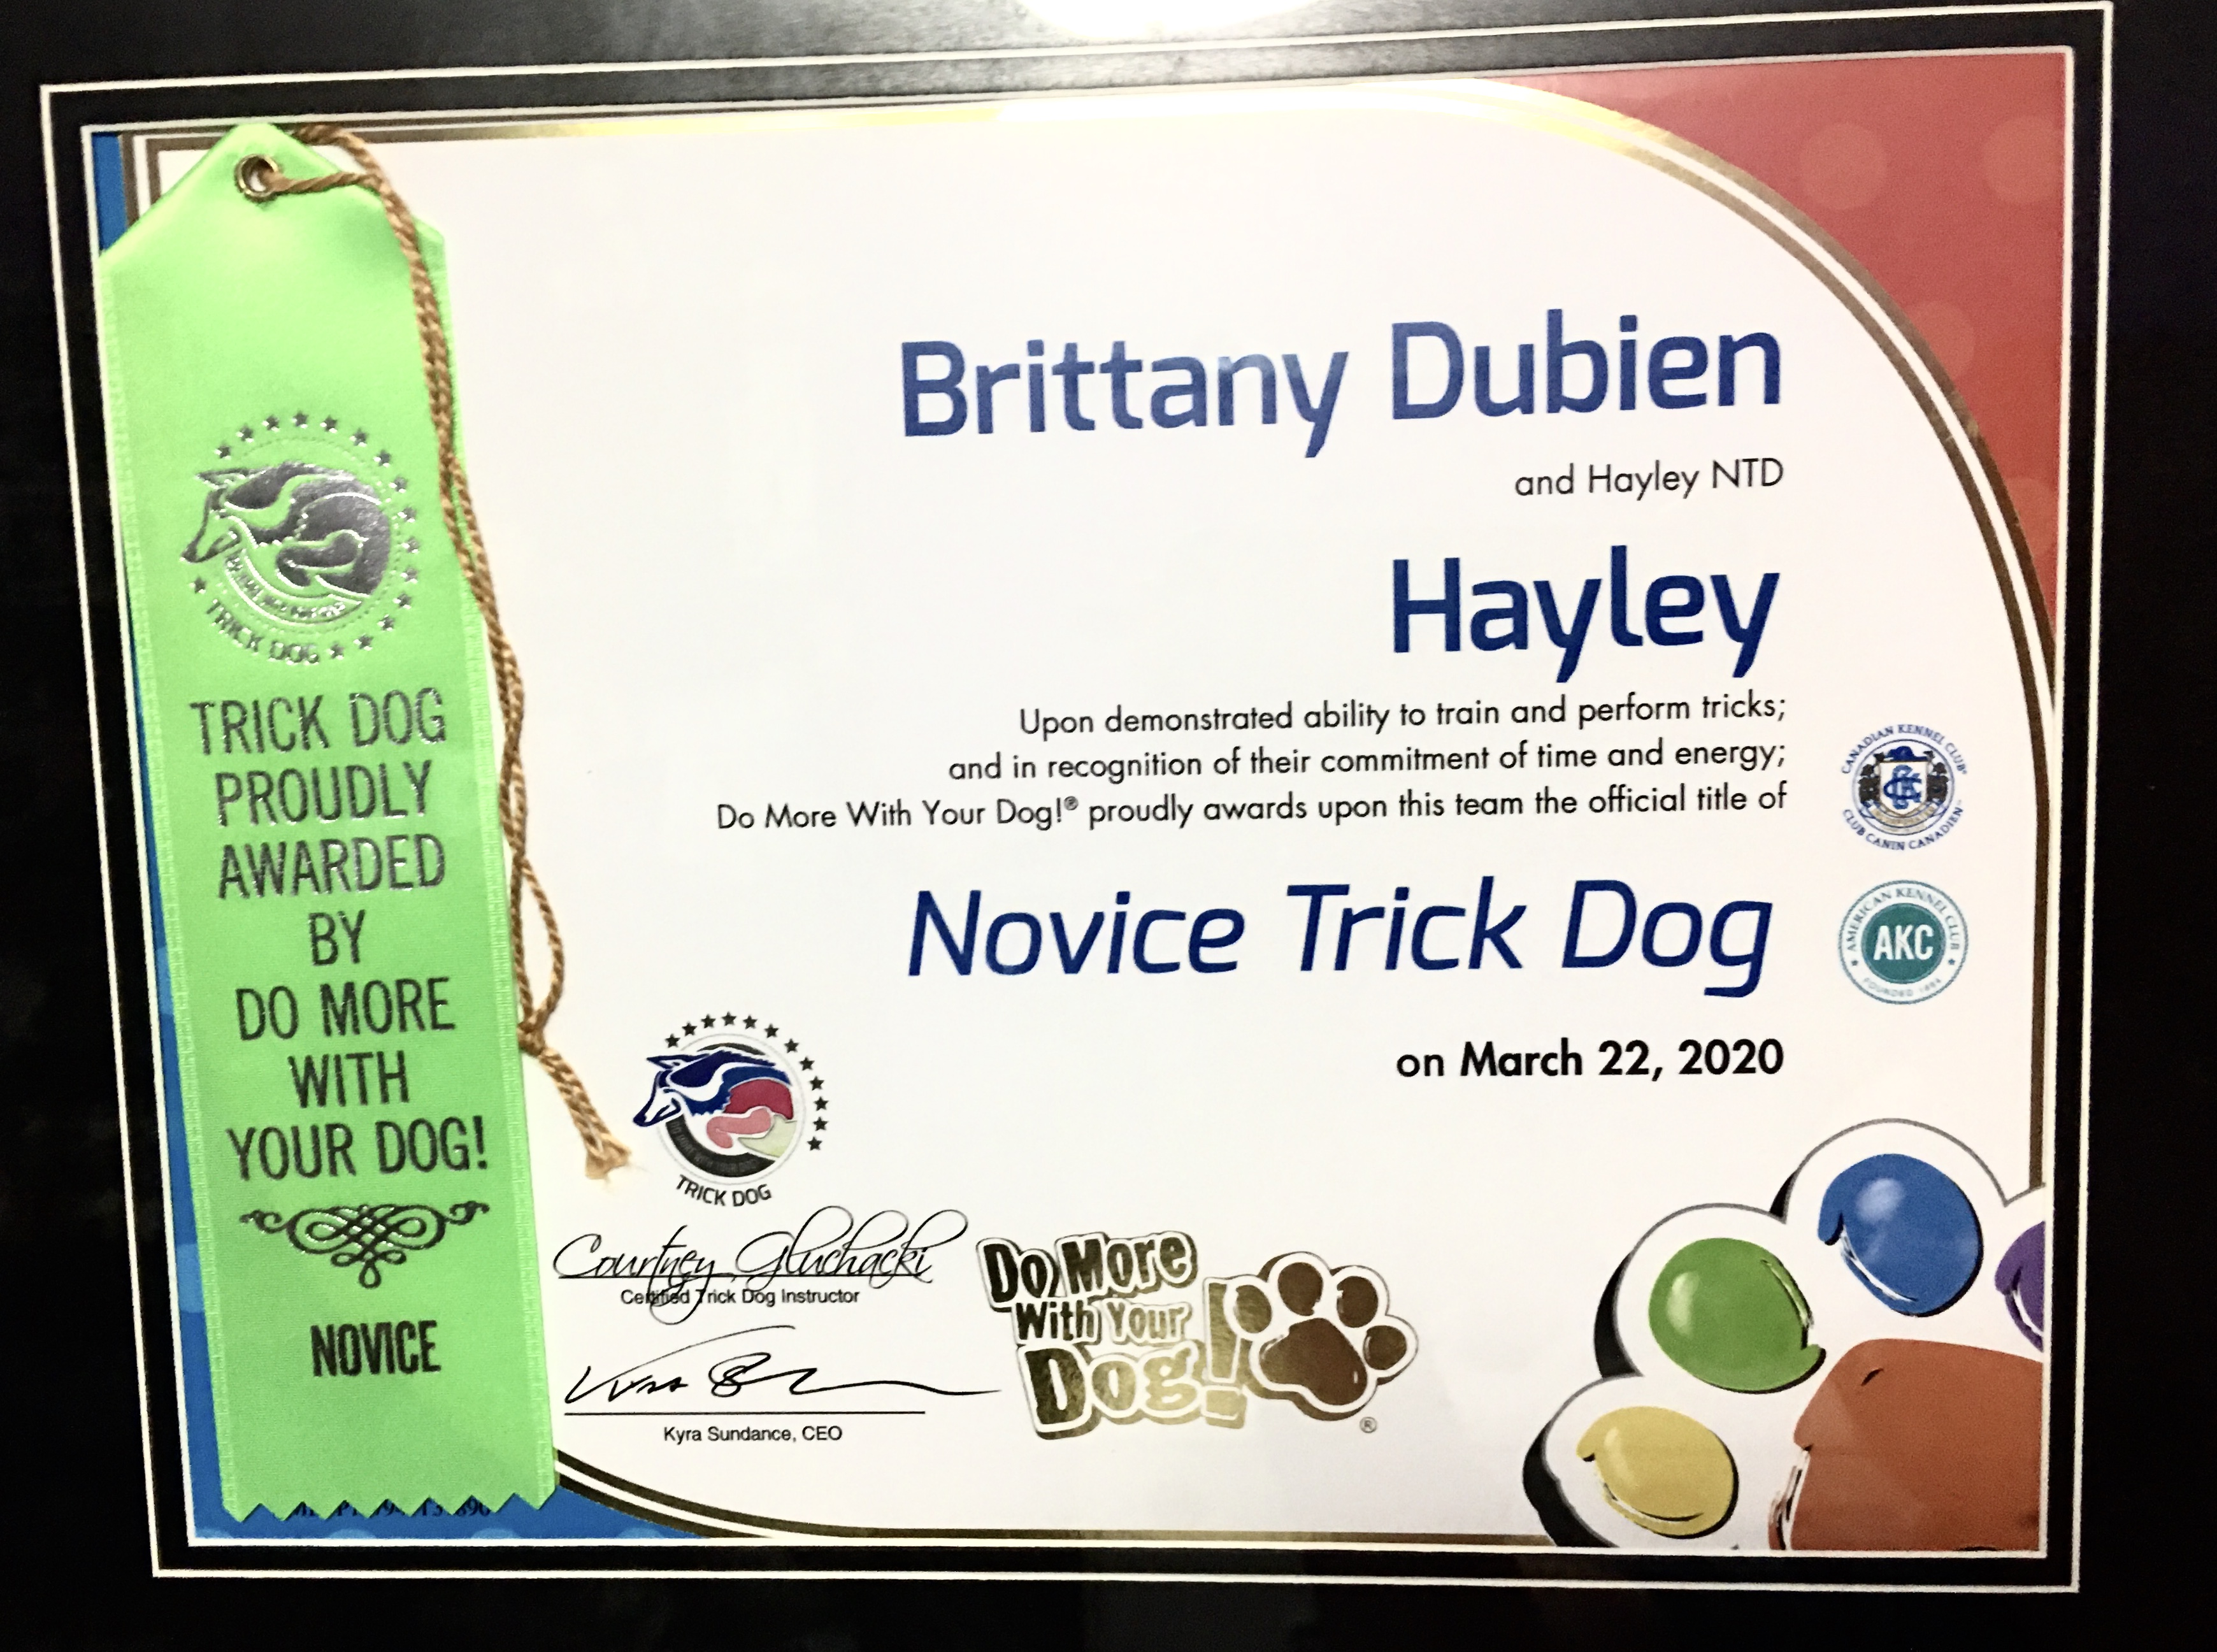 TRICK DOG
TRICK DOG
PROUDLY
AWARDED
BY
DO MORE
WITH
YOUR DOG!
NOVICE
Brittany Dubien
and Hayley NTD
Hayley
Upon demonstrated ability to train and perform tricks;
and in recognition of their commitment of time and energy;
Do More With Your Dog!® proudly awards upon this team the official title of
Novice Trick Dog
on March 22, 2020
CANADIAN KENNEL CLUB
CLUB CANIN CANADIEN
AMERICAN KENNEL CLUB
AKC
FOUNDED 1884
TRICK DOG
Courtney Gluchacki
Certified Trick Dog Instructor
Kyra Sundance, CEO
Do More
With Your
Dog!
®